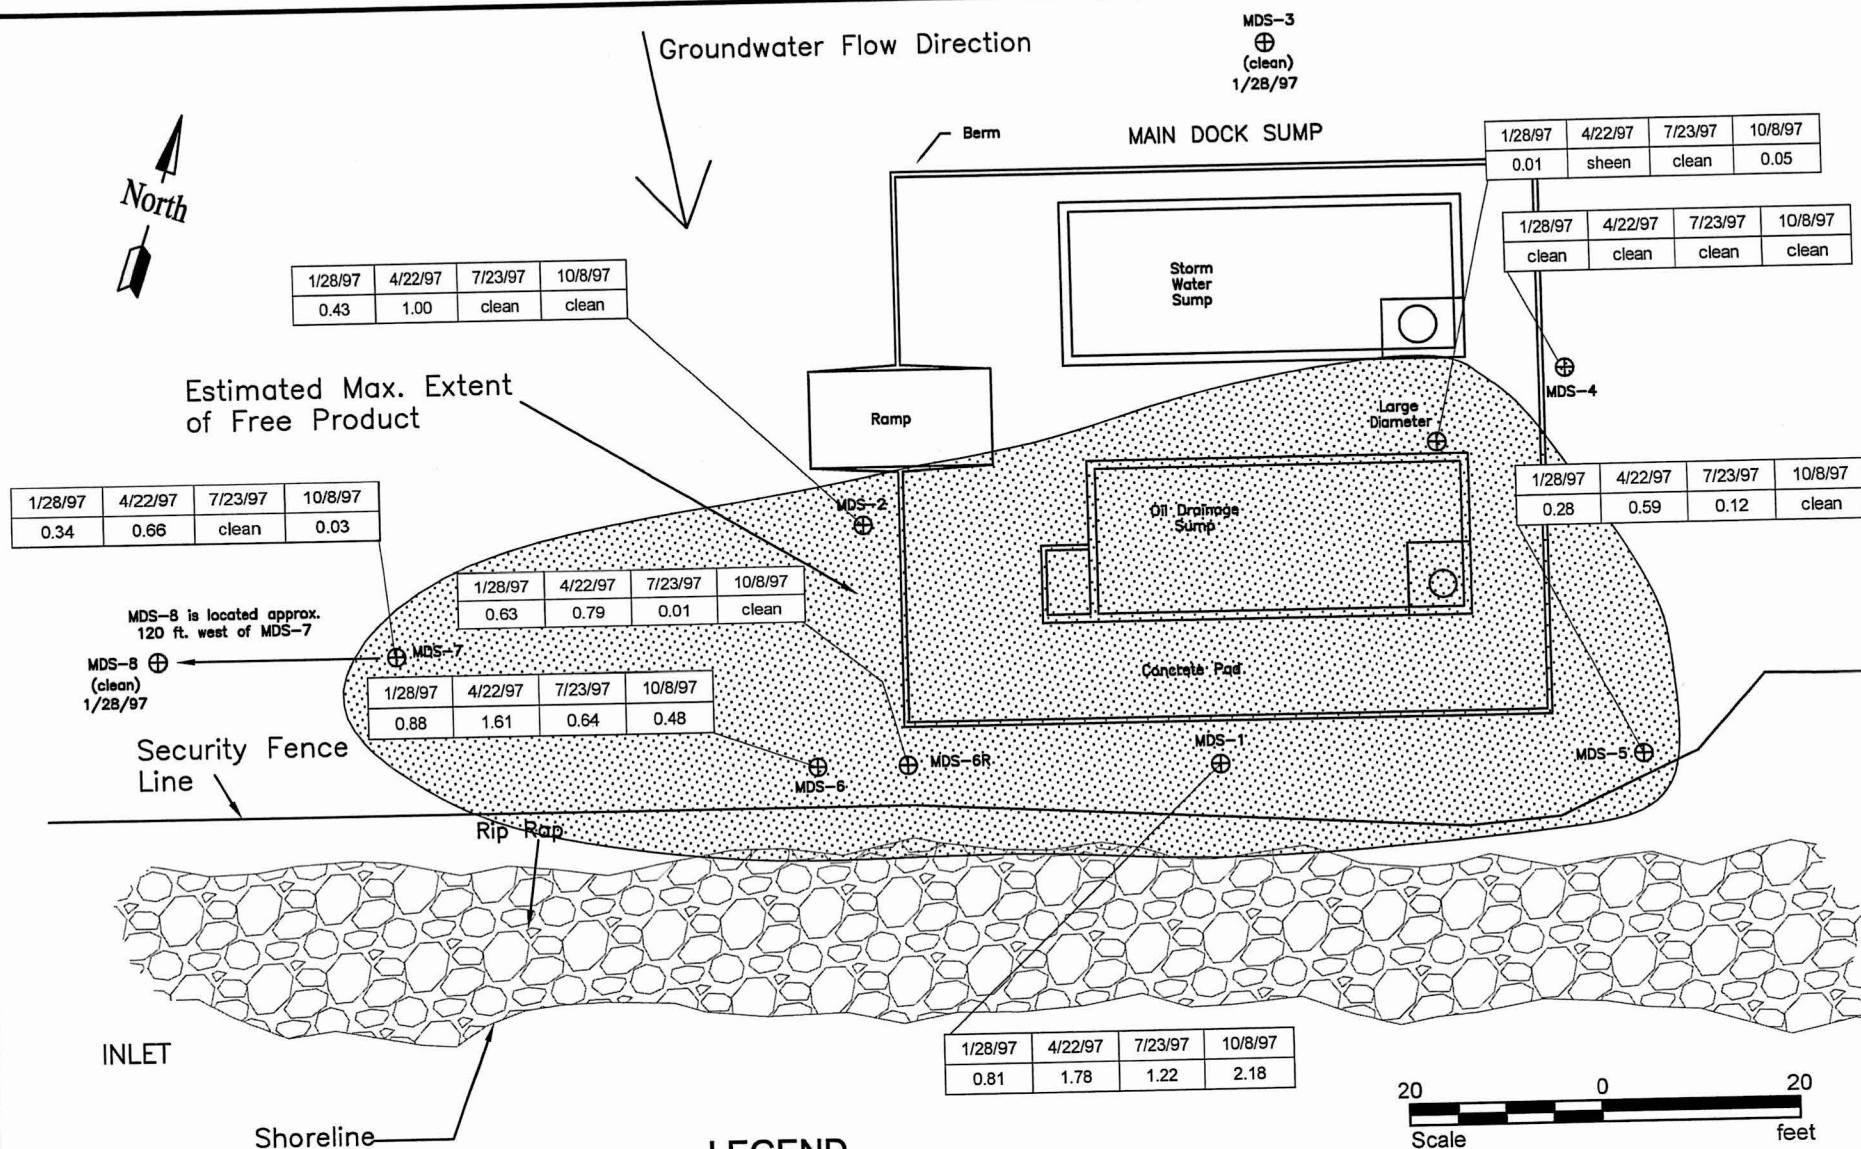 MDS-3
(clean)
1/28/97
Groundwater Flow Direction
North
Berm
MAIN DOCK SUMP
1/28/97 4/22/97 7/23/97 10/8/97
0.01 sheen clean 0.05
1/28/97 4/22/97 7/23/97 10/8/97
clean clean clean clean
1/28/97 4/22/97 7/23/97 10/8/97
0.43 1.00 clean clean
Storm
Water
Sump
MDS-4
Estimated Max. Extent
of Free Product
Ramp
Large
Diameter
1/28/97 4/22/97 7/23/97 10/8/97
0.34 0.66 clean 0.03
MDS-2
Oil Drainage
Sump
1/28/97 4/22/97 7/23/97 10/8/97
0.28 0.59 0.12 clean
1/28/97 4/22/97 7/23/97 10/8/97
0.63 0.79 0.01 clean
MDS-8 is located approx.
120 ft. west of MDS-7
MDS-8
(clean)
1/28/97
MDS-7
Concrete Pad
1/28/97 4/22/97 7/23/97 10/8/97
0.88 1.61 0.64 0.48
Security Fence
Line
MDS-6
MDS-6R
MDS-1
MDS-5
Rip Rap
INLET
1/28/97 4/22/97 7/23/97 10/8/97
0.81 1.78 1.22 2.18
Shoreline
20 0 20
Scale feet
LEGEND